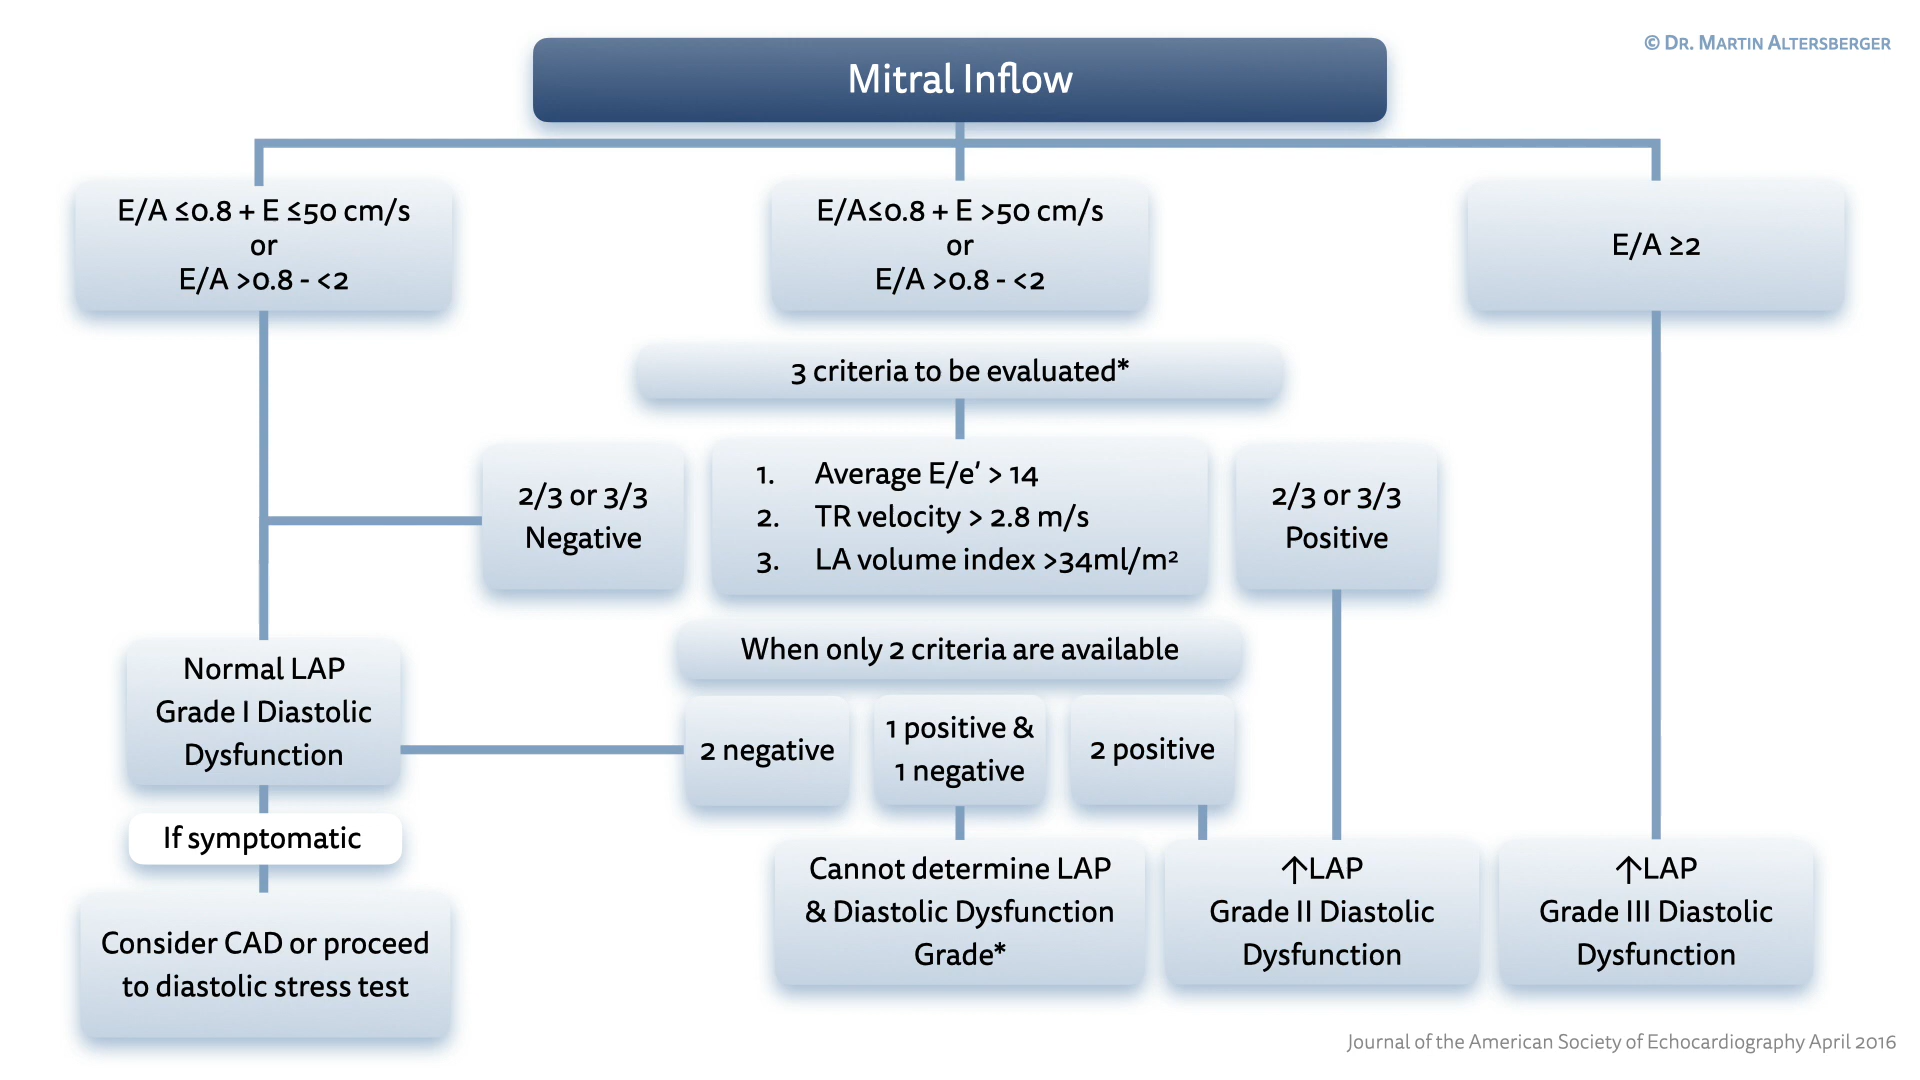 © Dr. Martin Altersberger
Mitral Inflow
E/A ≤0.8 + E ≤50 cm/s
or
E/A >0.8 - <2
E/A≤0.8 + E >50 cm/s
or
E/A >0.8 - <2
E/A ≥2
3 criteria to be evaluated*
2/3 or 3/3
Negative
1. Average E/e’ > 14
2. TR velocity > 2.8 m/s
3. LA volume index >34ml/m²
2/3 or 3/3
Positive
When only 2 criteria are available
Normal LAP
Grade I Diastolic
Dysfunction
2 negative
1 positive &
1 negative
2 positive
If symptomatic
Consider CAD or proceed
to diastolic stress test
Cannot determine LAP
& Diastolic Dysfunction
Grade*
↑LAP
Grade II Diastolic
Dysfunction
↑LAP
Grade III Diastolic
Dysfunction
Journal of the American Society of Echocardiography April 2016